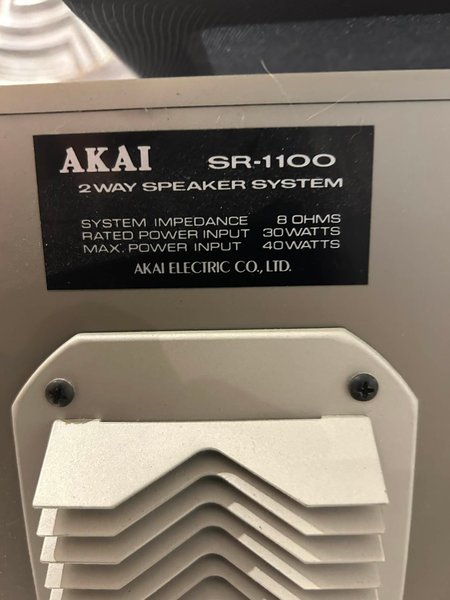 AKAI SR-1100
2 WAY SPEAKER SYSTEM
SYSTEM IMPEDANCE 8 OHMS
RATED POWER INPUT 30 WATTS
MAX. POWER INPUT 40 WATTS
AKAI ELECTRIC CO., LTD.